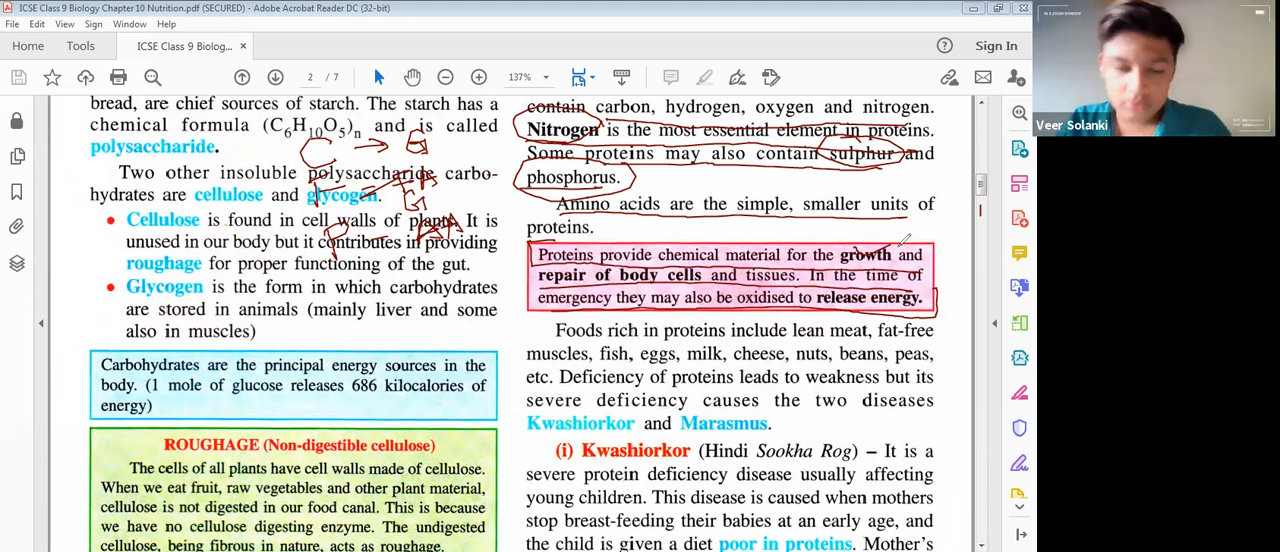 ICSE Class 9 Biology Chapter 10 Nutrition.pdf (SECURED) - Adobe Acrobat Reader DC (32-bit)
File Edit View Sign Window Help
Home Tools ICSE Class 9 Biolog... × Sign In
2 / 7 137%
IN A ZOOM WINDOW
Veer Solanki
bread, are chief sources of starch. The starch has a
chemical formula (C6H10O5)n and is called
polysaccharide.
Two other insoluble polysaccharide carbo-
hydrates are cellulose and glycogen.
• Cellulose is found in cell walls of plants. It is
unused in our body but it contributes in providing
roughage for proper functioning of the gut.
• Glycogen is the form in which carbohydrates
are stored in animals (mainly liver and some
also in muscles)
Carbohydrates are the principal energy sources in the
body. (1 mole of glucose releases 686 kilocalories of
energy)
ROUGHAGE (Non-digestible cellulose)
The cells of all plants have cell walls made of cellulose.
When we eat fruit, raw vegetables and other plant material,
cellulose is not digested in our food canal. This is because
we have no cellulose digesting enzyme. The undigested
cellulose, being fibrous in nature, acts as roughage.
C → G
F FA
G
P AA
contain carbon, hydrogen, oxygen and nitrogen.
Nitrogen is the most essential element in proteins.
Some proteins may also contain sulphur and
phosphorus.
Amino acids are the simple, smaller units of
proteins.
Proteins provide chemical material for the growth and
repair of body cells and tissues. In the time of
emergency they may also be oxidised to release energy.
Foods rich in proteins include lean meat, fat-free
muscles, fish, eggs, milk, cheese, nuts, beans, peas,
etc. Deficiency of proteins leads to weakness but its
severe deficiency causes the two diseases
Kwashiorkor and Marasmus.
(i) Kwashiorkor (Hindi Sookha Rog) – It is a
severe protein deficiency disease usually affecting
young children. This disease is caused when mothers
stop breast-feeding their babies at an early age, and
the child is given a diet poor in proteins. Mother's